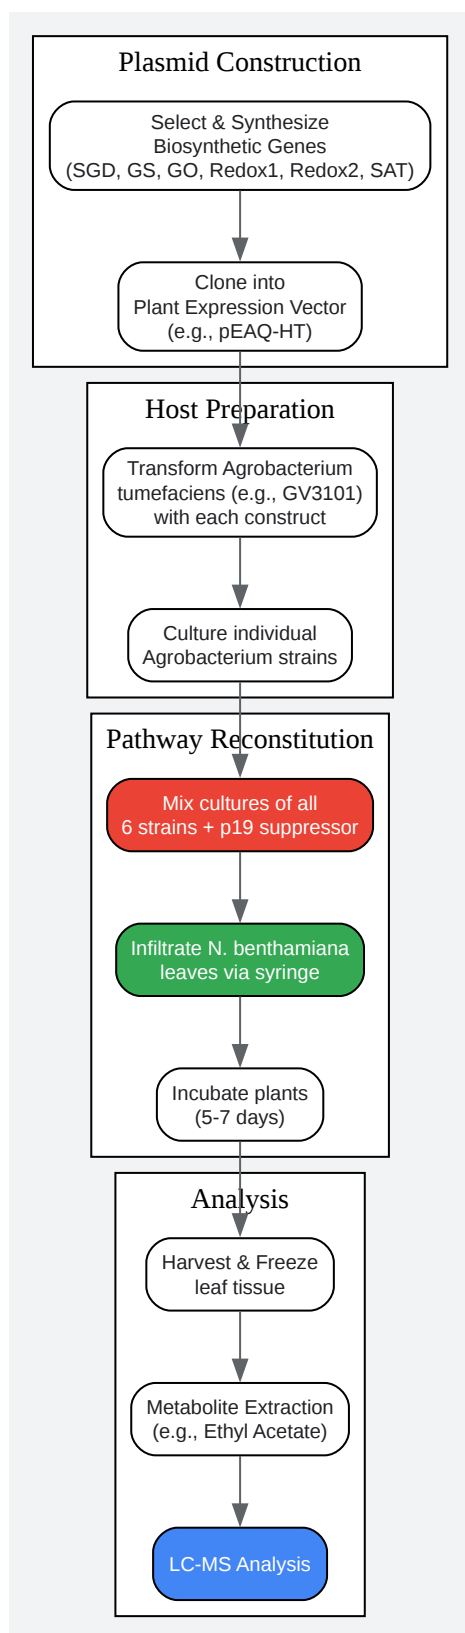 Plasmid Construction
Select & Synthesize
Biosynthetic Genes
(SGD, GS, GO, Redox1, Redox2, SAT)
Clone into
Plant Expression Vector
(e.g., pEAQ-HT)
Host Preparation
Transform Agrobacterium
tumefaciens (e.g., GV3101)
with each construct
Culture individual
Agrobacterium strains
Pathway Reconstitution
Mix cultures of all
6 strains + p19 suppressor
Infiltrate N. benthamiana
leaves via syringe
Incubate plants
(5-7 days)
Analysis
Harvest & Freeze
leaf tissue
Metabolite Extraction
(e.g., Ethyl Acetate)
LC-MS Analysis